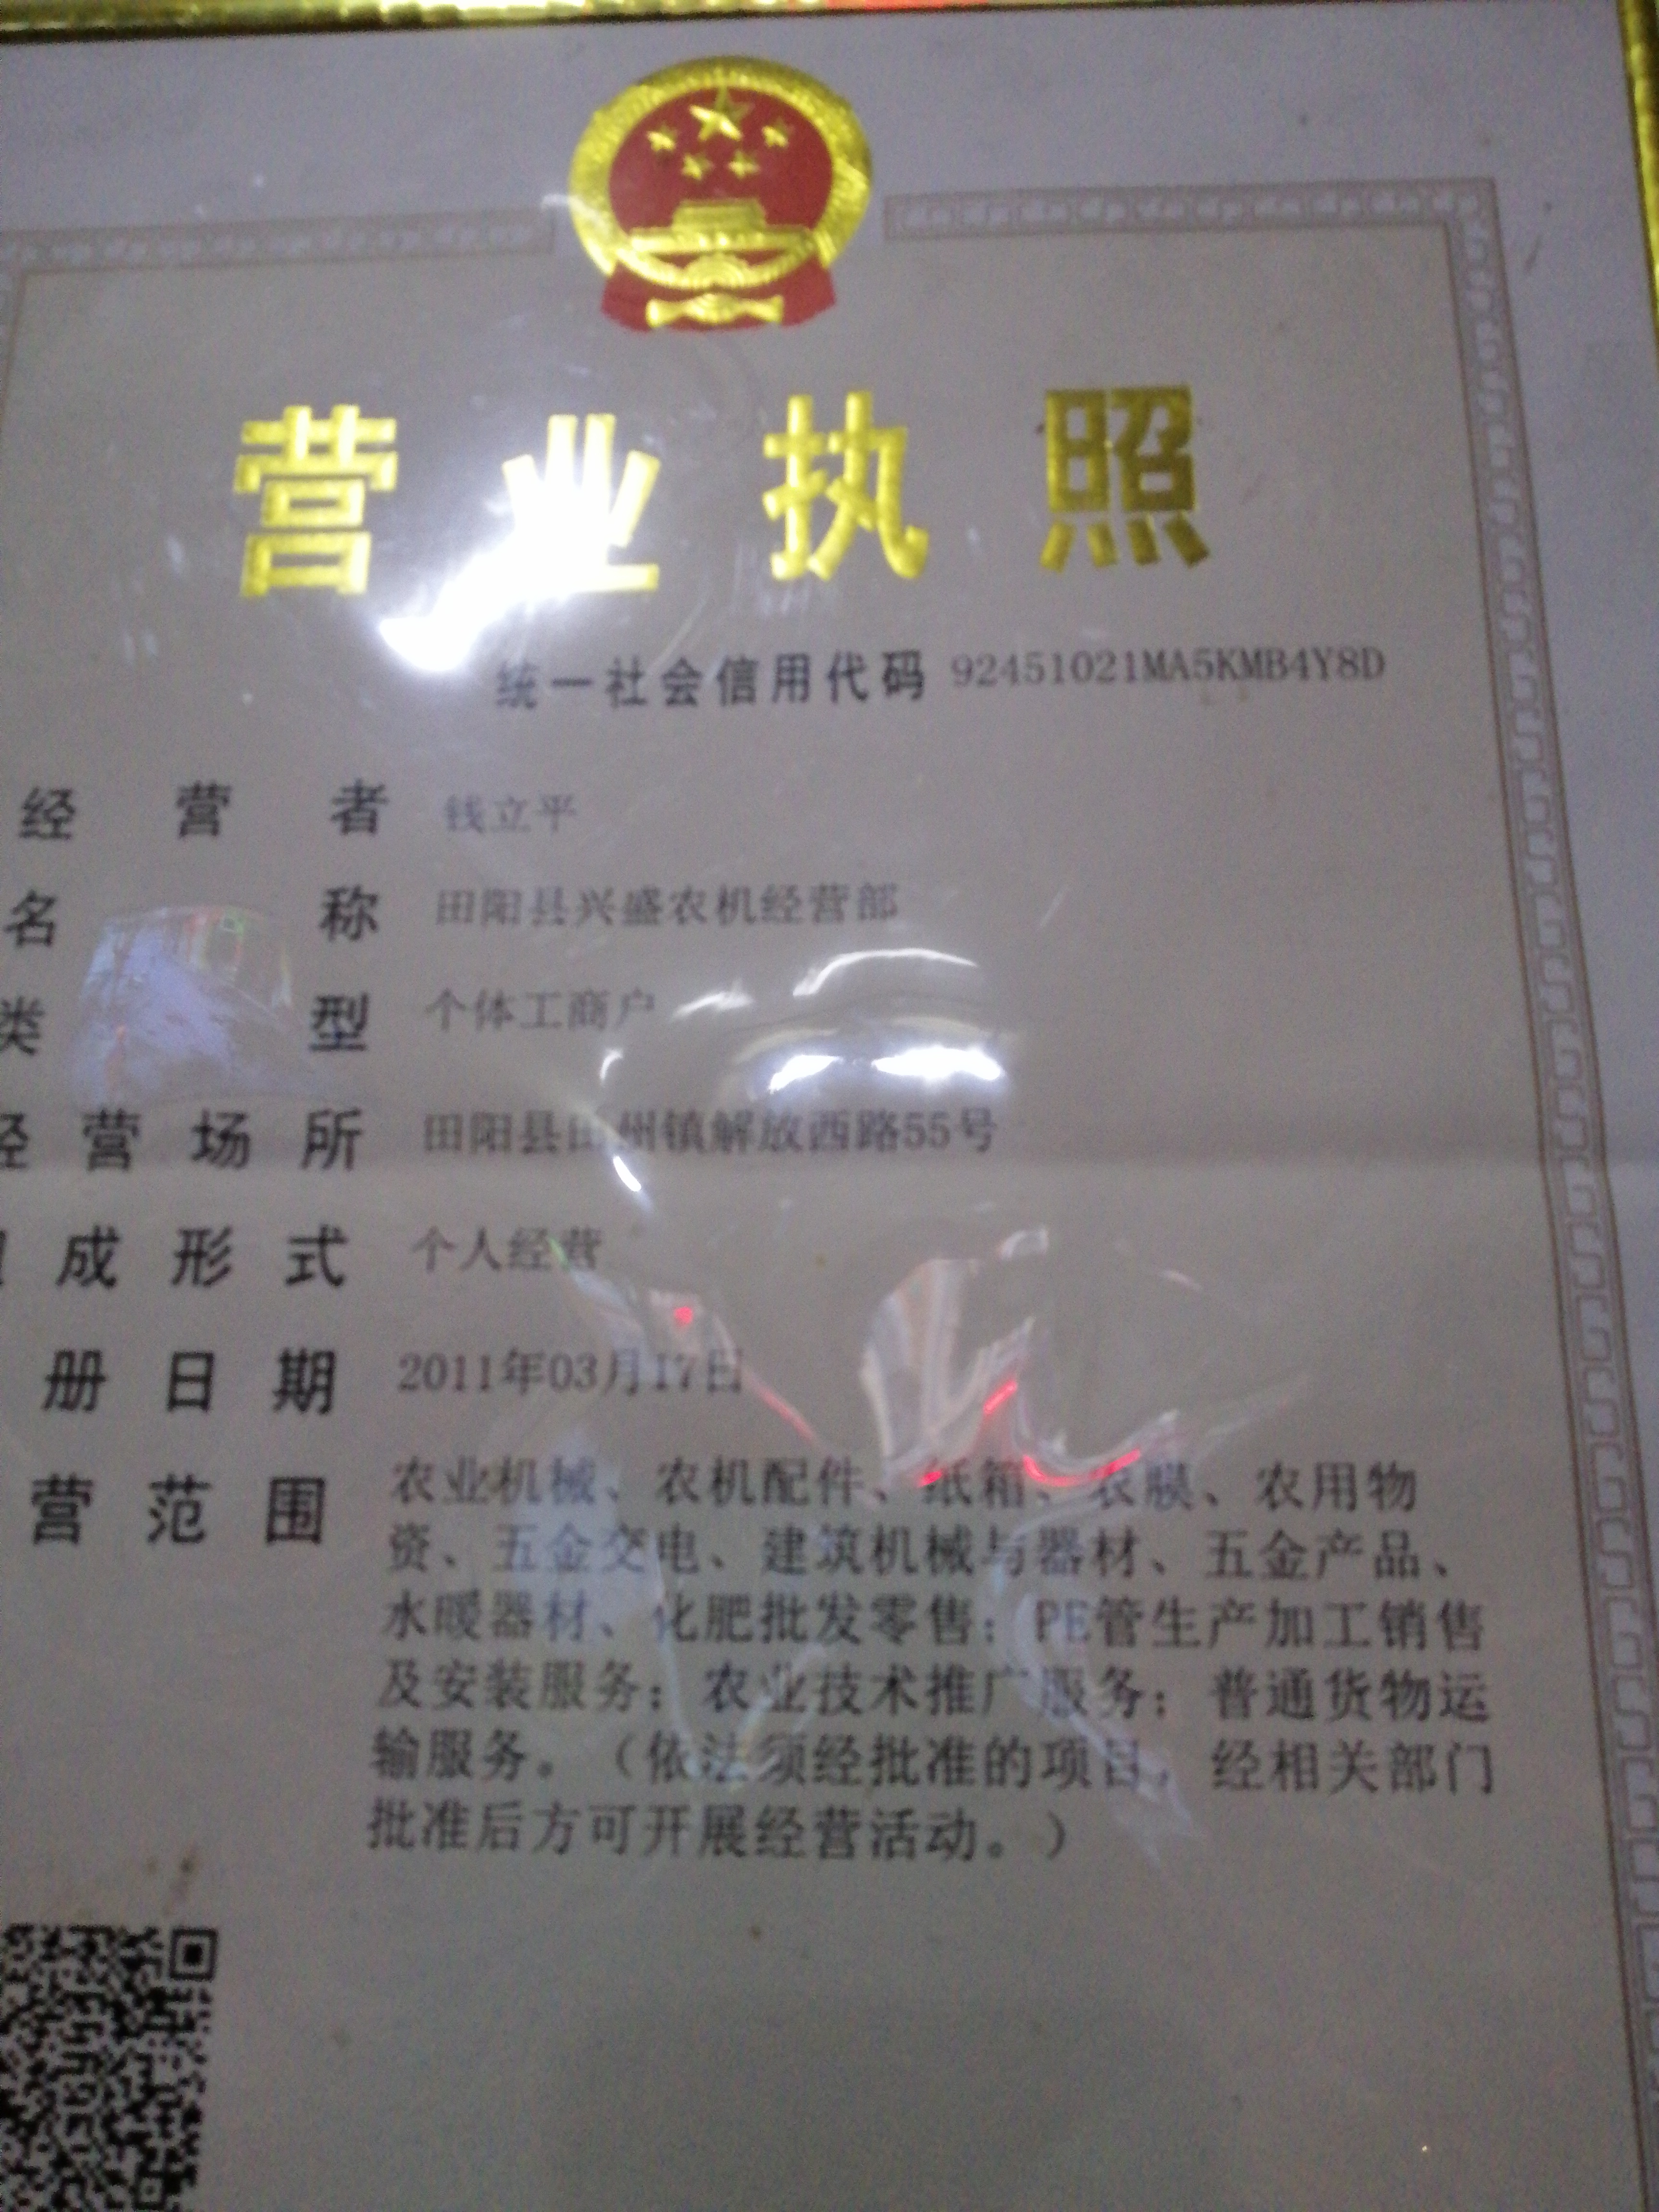 营业执照
统一社会信用代码 92451021MA5KMB4Y8D
经营者 钱立平
名称 田阳县兴盛农机经营部
类型 个体工商户
经营场所 田阳县田州镇解放西路55号
成形式 个人经营
册日期 2011年03月17日
营范围 农业机械、农机配件、纸箱、农膜、农用物
资、五金交电、建筑机械与器材、五金产品、
水暖器材、化肥批发零售；PE管生产加工销售
及安装服务；农业技术推广服务；普通货物运
输服务。（依法须经批准的项目，经相关部门
批准后方可开展经营活动。）